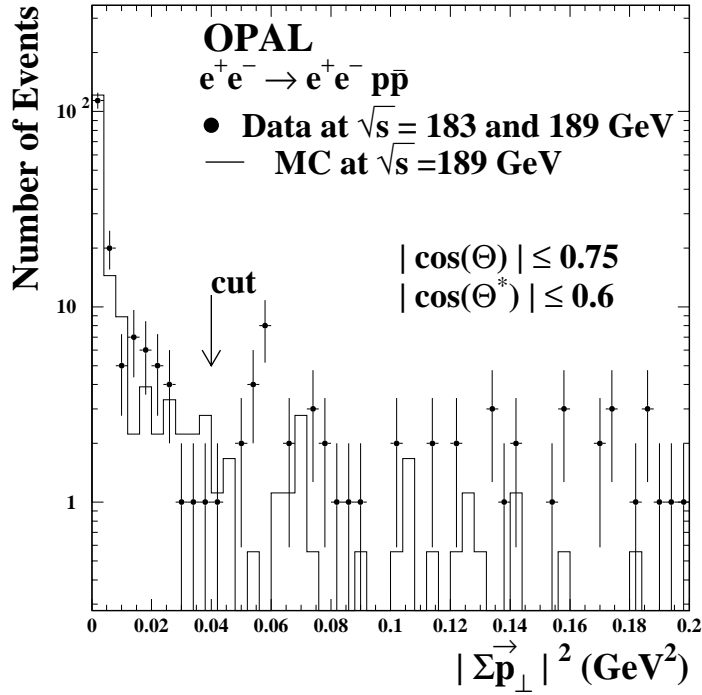 OPAL
e⁺e⁻ → e⁺e⁻ pp̄
● Data at √s = 183 and 189 GeV
— MC at √s =189 GeV
| cos(Θ) | ≤ 0.75
| cos(Θ*) | ≤ 0.6
cut
Number of Events
10²
10
1
0 0.02 0.04 0.06 0.08 0.1 0.12 0.14 0.16 0.18 0.2
| Σp⃗⊥ | ² (GeV²)